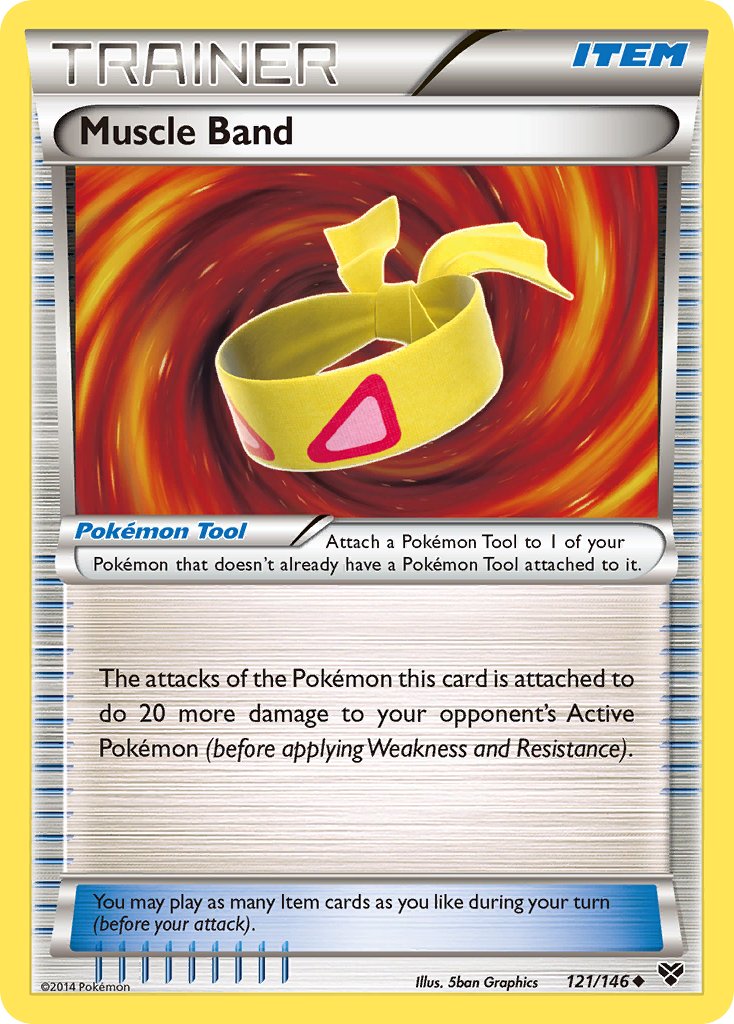 TRAINER
ITEM
Muscle Band
Pokémon Tool
Attach a Pokémon Tool to 1 of your
Pokémon that doesn't already have a Pokémon Tool attached to it.
The attacks of the Pokémon this card is attached to
do 20 more damage to your opponent's Active
Pokémon (before applying Weakness and Resistance).
You may play as many Item cards as you like during your turn
(before your attack).
©2014 Pokémon
Illus. 5ban Graphics
121/146